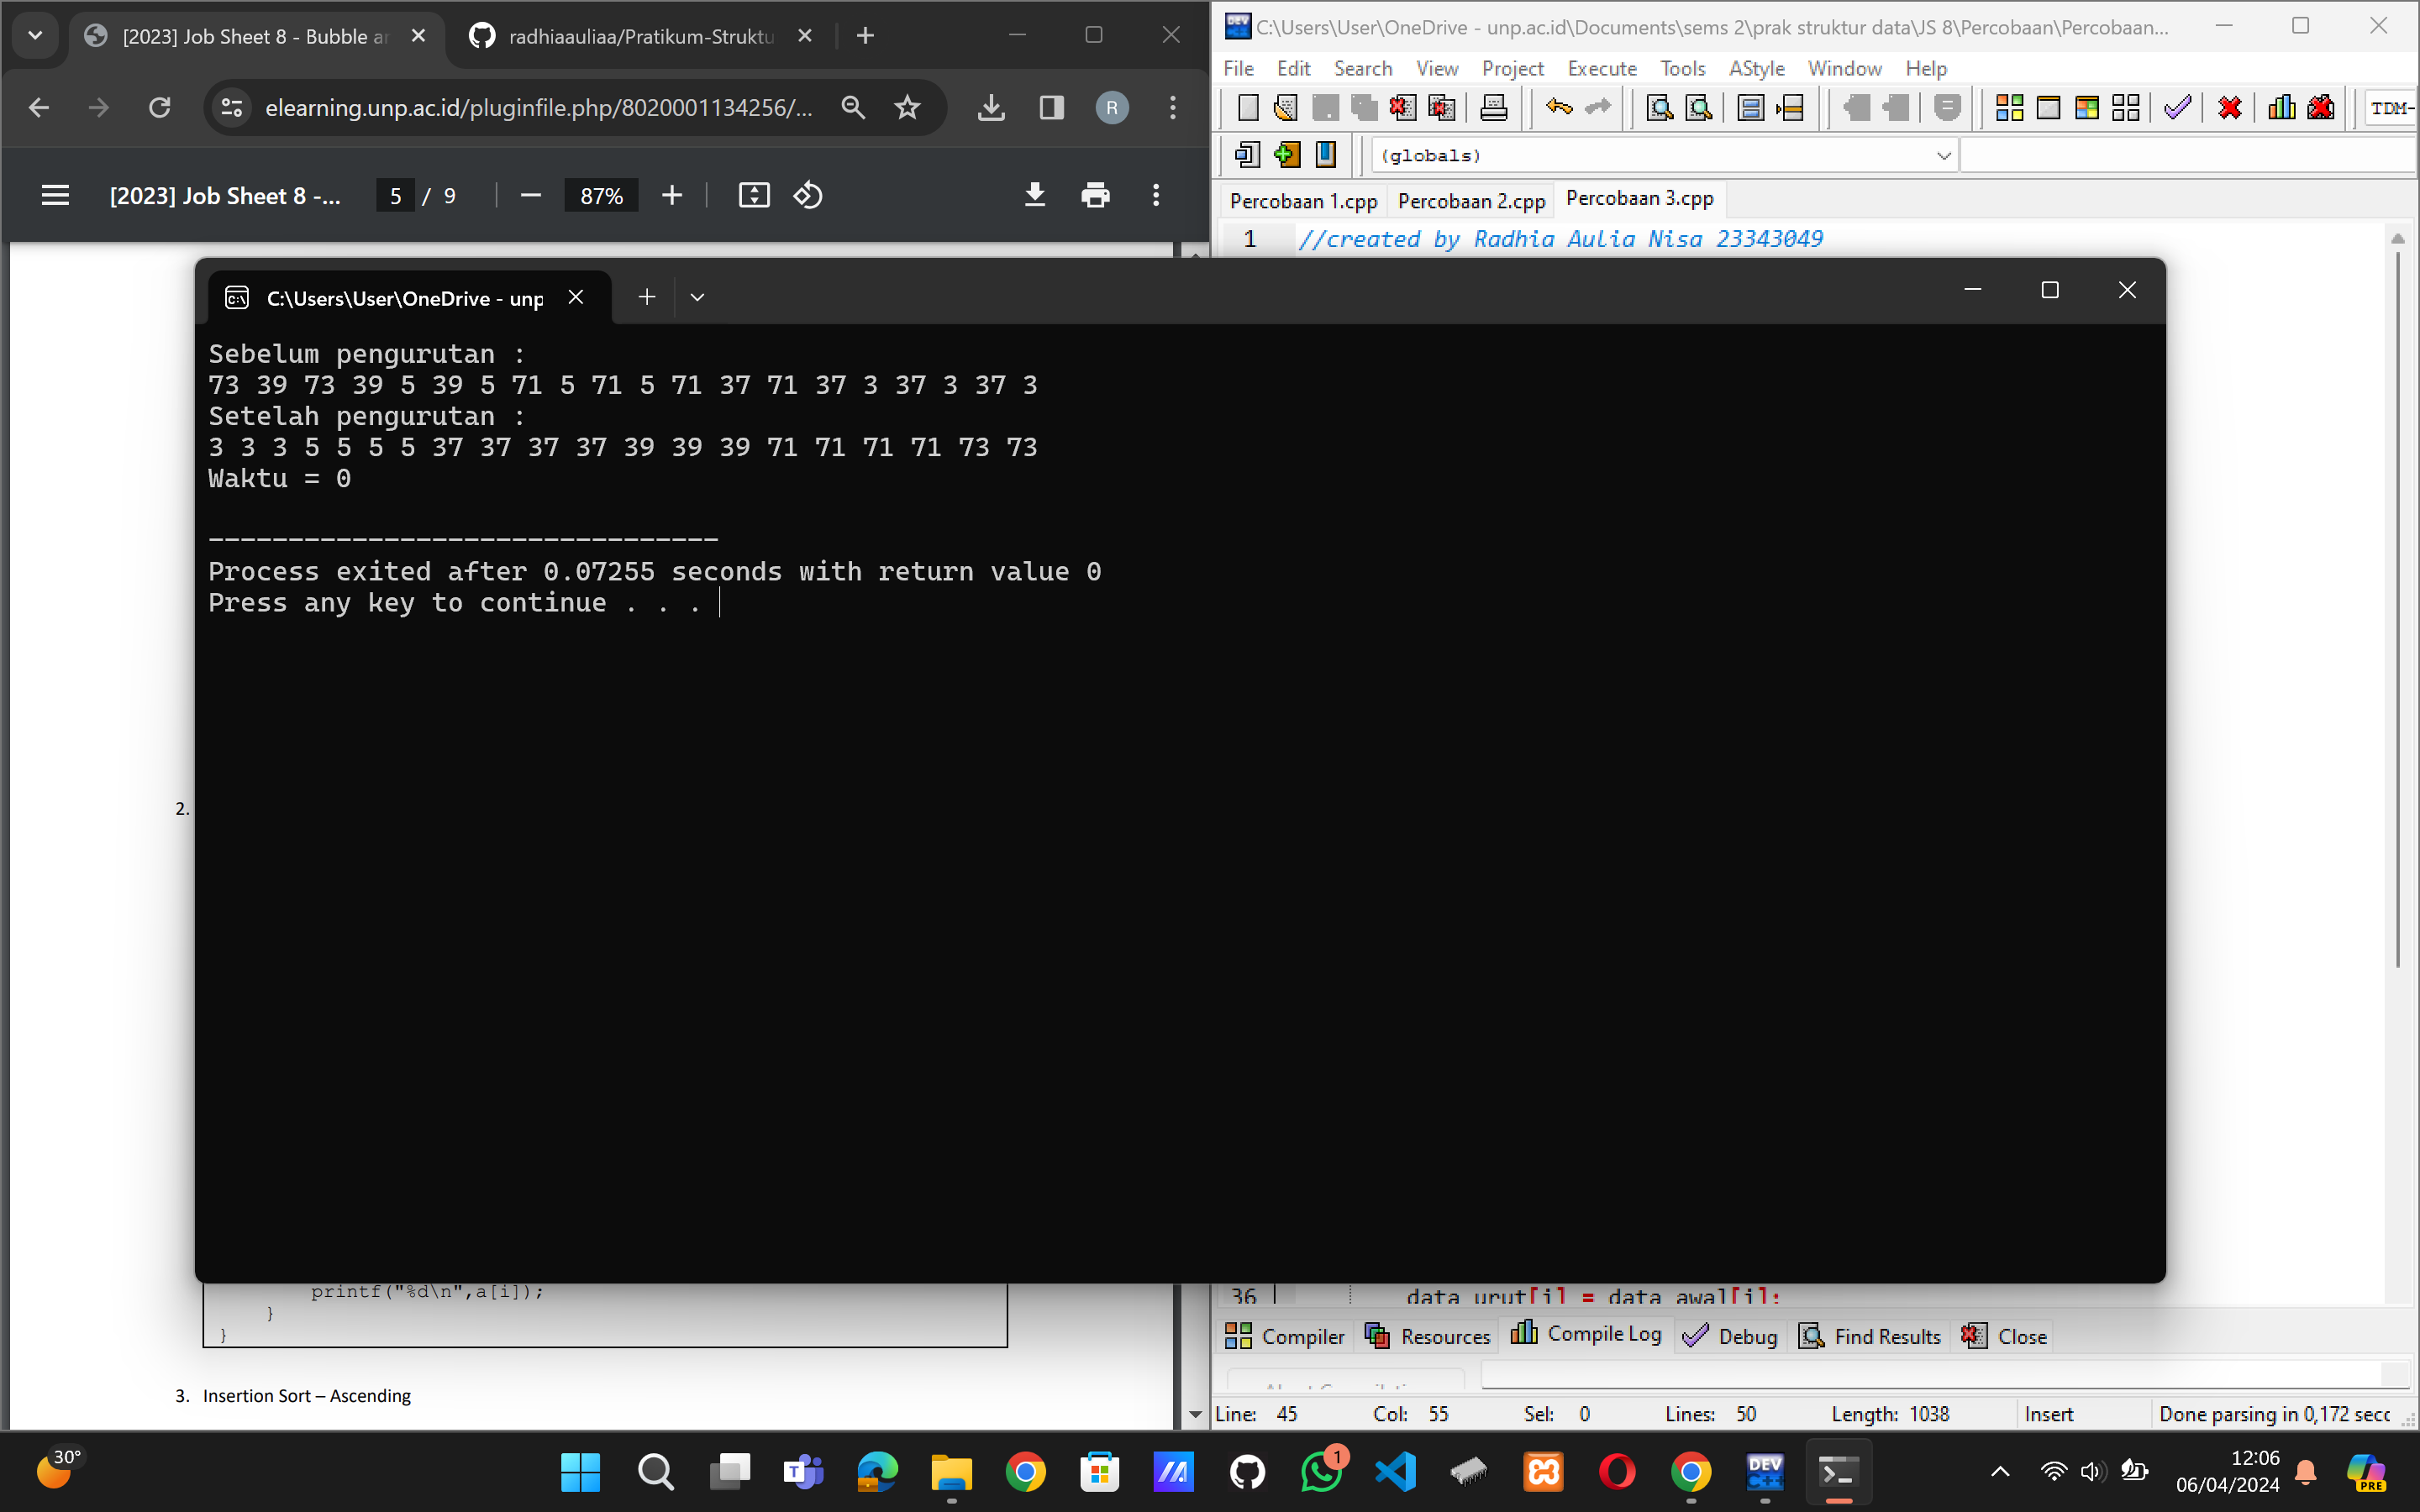 [2023] Job Sheet 8 - Bubble ar
radhiaauliaa/Pratikum-Struktu
elearning.unp.ac.id/pluginfile.php/8020001134256/...
R
[2023] Job Sheet 8 -...
5 / 9
87%
C:\Users\User\OneDrive - unp.ac.id\Documents\sems 2\prak struktur data\JS 8\Percobaan\Percobaan...
File Edit Search View Project Execute Tools AStyle Window Help
TDM-
(globals)
Percobaan 1.cpp Percobaan 2.cpp Percobaan 3.cpp
1 //created by Radhia Aulia Nisa 23343049
C:\Users\User\OneDrive - unp
Sebelum pengurutan :
73 39 73 39 5 39 5 71 5 71 5 71 37 71 37 3 37 3 37 3
Setelah pengurutan :
3 3 3 5 5 5 5 37 37 37 37 39 39 39 71 71 71 71 73 73
Waktu = 0
--------------------------------
Process exited after 0.07255 seconds with return value 0
Press any key to continue . . .
2.
printf("%d\n",a[i]);
}
}
3. Insertion Sort – Ascending
36 data_urut[i] = data_awal[i];
Compiler Resources Compile Log Debug Find Results Close
Line: 45 Col: 55 Sel: 0 Lines: 50 Length: 1038 Insert Done parsing in 0,172 secc
30°
1
DEV
12:06
06/04/2024
PRE